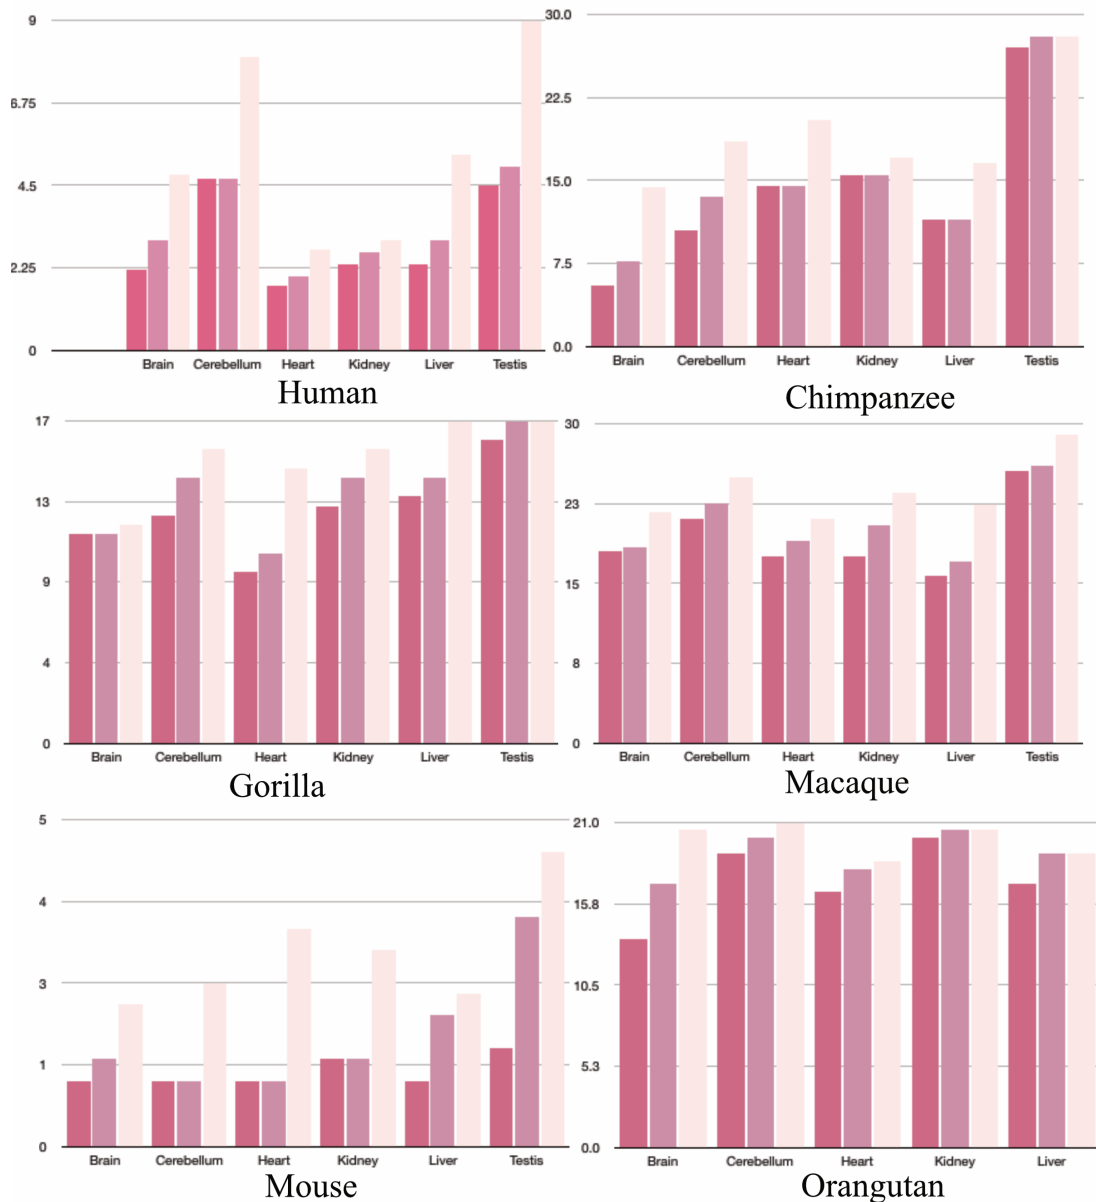 9
6.75
4.5
2.25
0
Brain Cerebellum Heart Kidney Liver Testis
Human
30.0
22.5
15.0
7.5
0.0
Brain Cerebellum Heart Kidney Liver Testis
Chimpanzee
17
13
9
4
0
Brain Cerebellum Heart Kidney Liver Testis
Gorilla
30
23
15
8
0
Brain Cerebellum Heart Kidney Liver Testis
Macaque
5
4
3
1
0
Brain Cerebellum Heart Kidney Liver Testis
Mouse
21.0
15.8
10.5
5.3
0.0
Brain Cerebellum Heart Kidney Liver
Orangutan